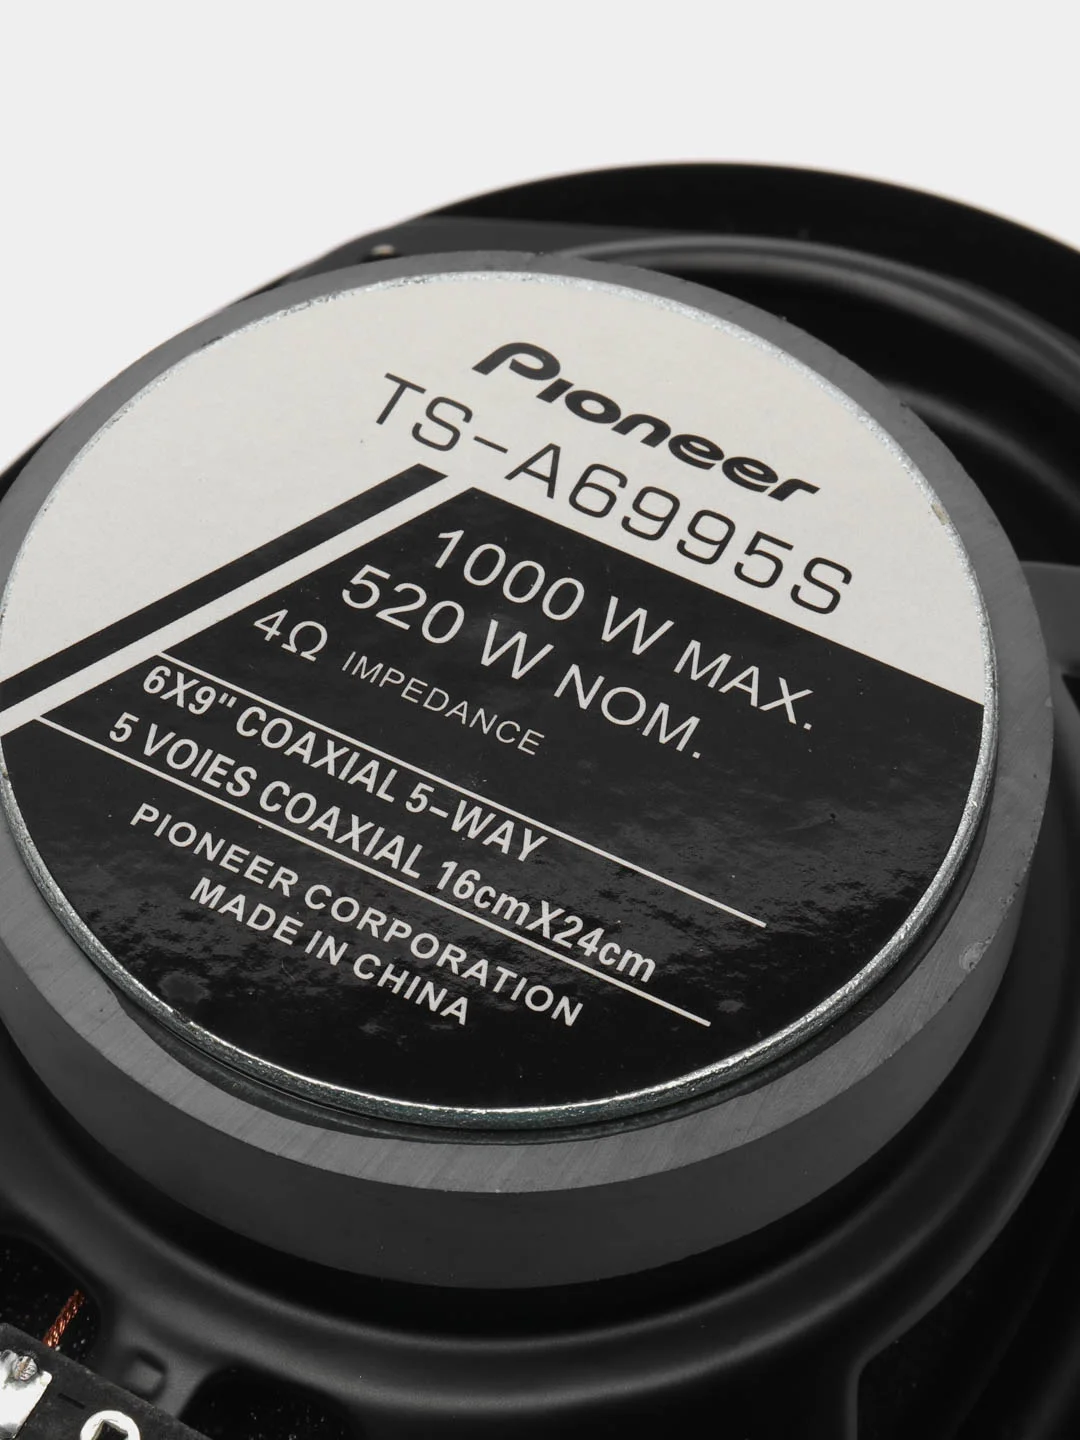 Pioneer
TS-A6995S
1000 W MAX.
520 W NOM.
4Ω IMPEDANCE
6X9" COAXIAL 5-WAY
5 VOIES COAXIAL 16cmX24cm
PIONEER CORPORATION
MADE IN CHINA